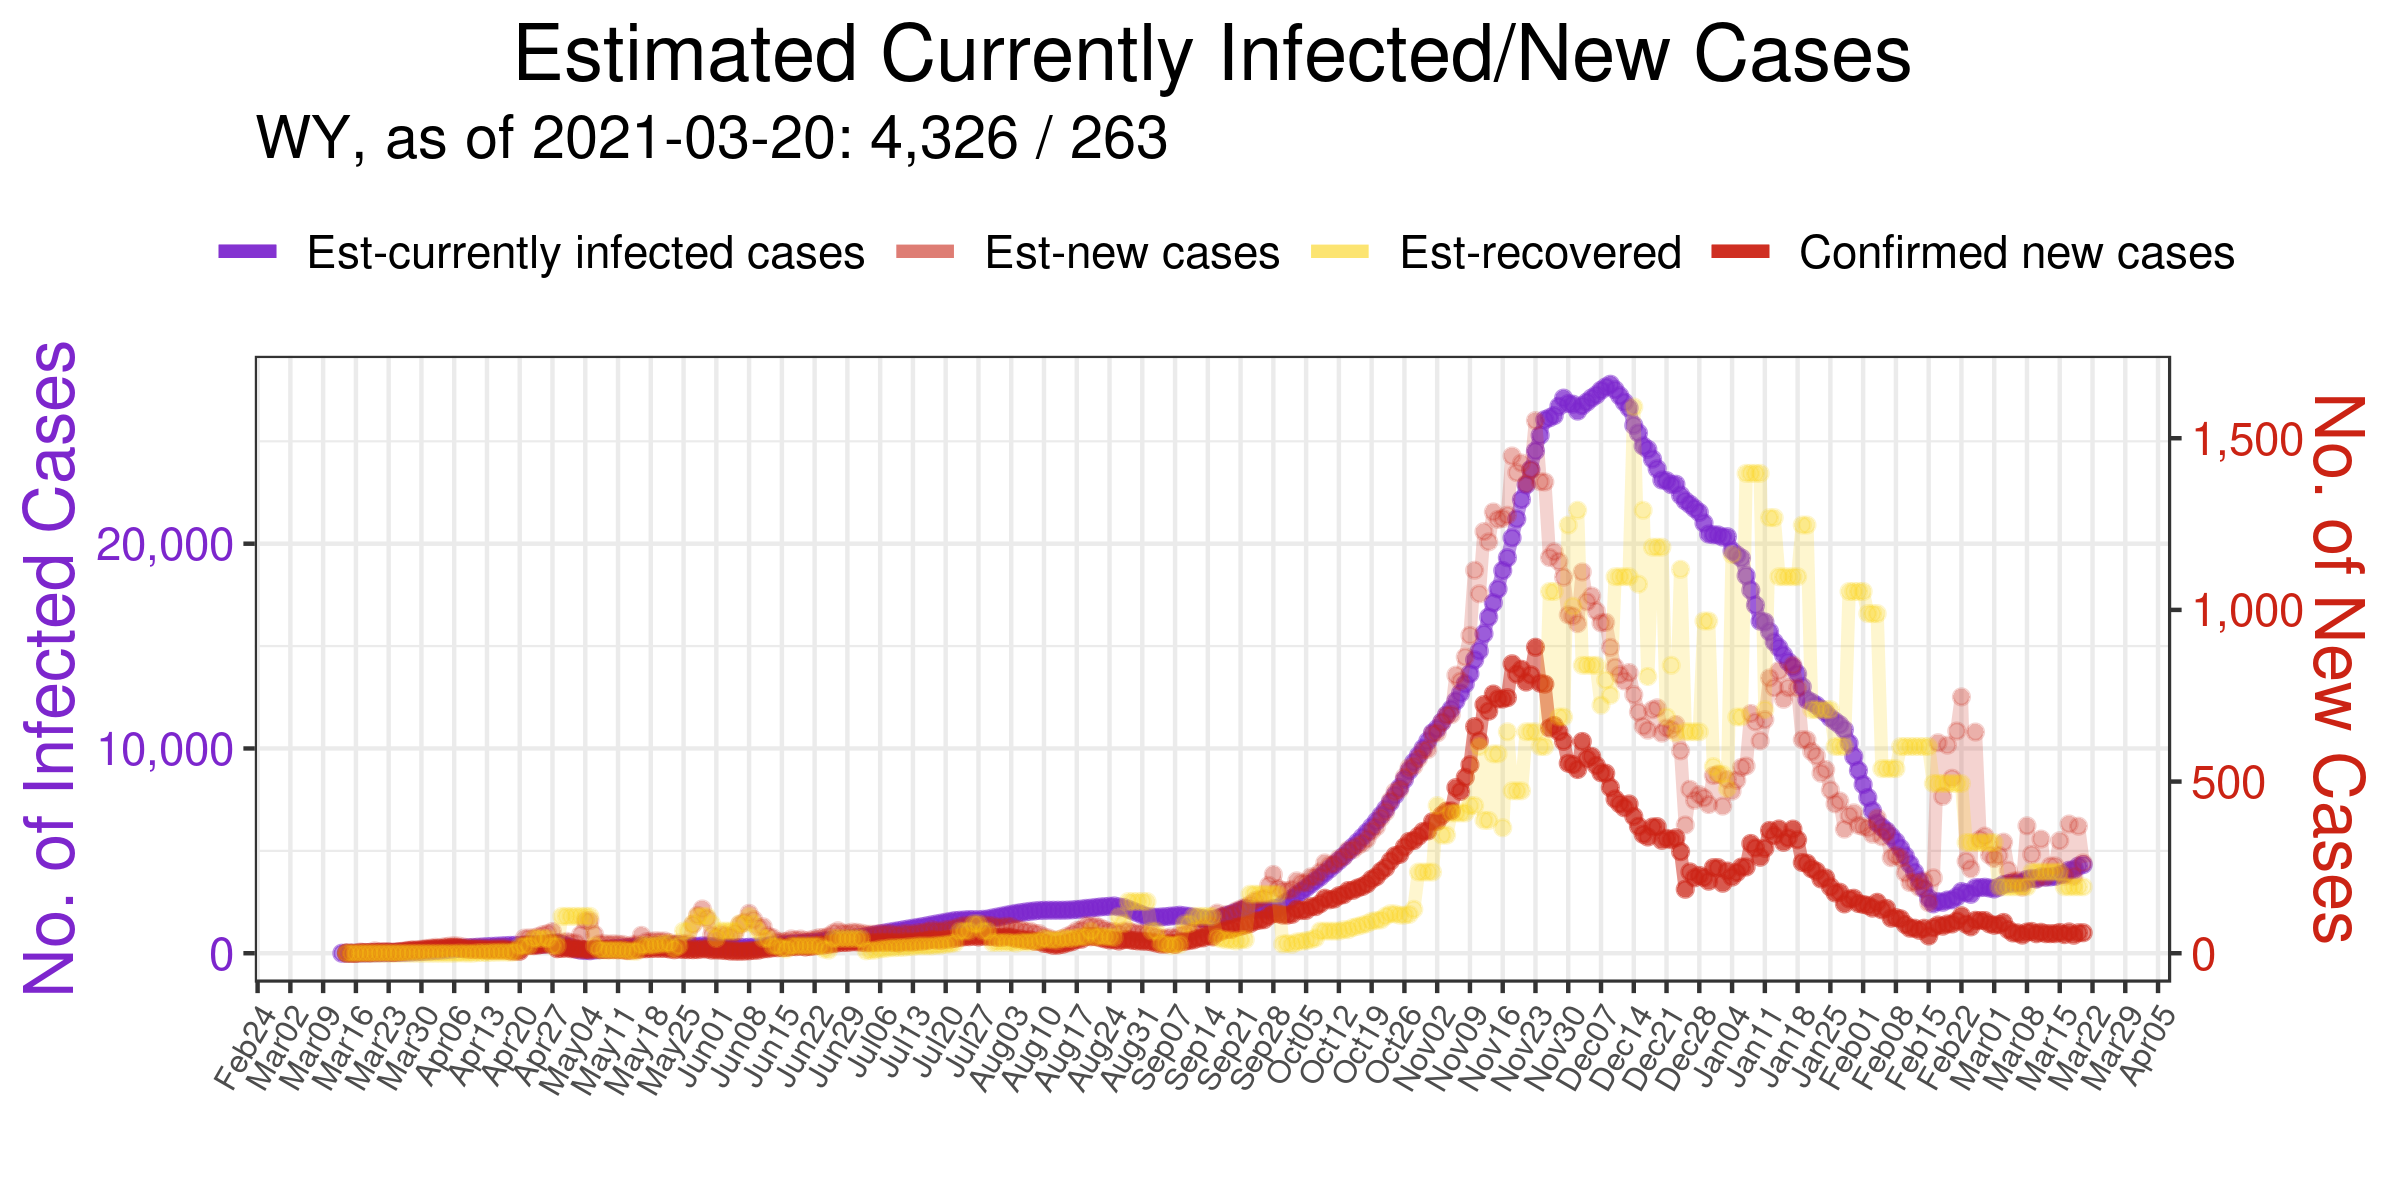 Estimated Currently Infected/New Cases
WY, as of 2021-03-20: 4,326 / 263
Est-currently infected cases Est-new cases Est-recovered Confirmed new cases
No. of Infected Cases
20,000
10,000
0
1,500
1,000
500
0
No. of New Cases
Feb24 Mar02 Mar09 Mar16 Mar23 Mar30 Apr06 Apr13 Apr20 Apr27 May04 May11 May18 May25 Jun01 Jun08 Jun15 Jun22 Jun29 Jul06 Jul13 Jul20 Jul27 Aug03 Aug10 Aug17 Aug24 Aug31 Sep07 Sep14 Sep21 Sep28 Oct05 Oct12 Oct19 Oct26 Nov02 Nov09 Nov16 Nov23 Nov30 Dec07 Dec14 Dec21 Dec28 Jan04 Jan11 Jan18 Jan25 Feb01 Feb08 Feb15 Feb22 Mar01 Mar08 Mar15 Mar22 Mar29 Apr05